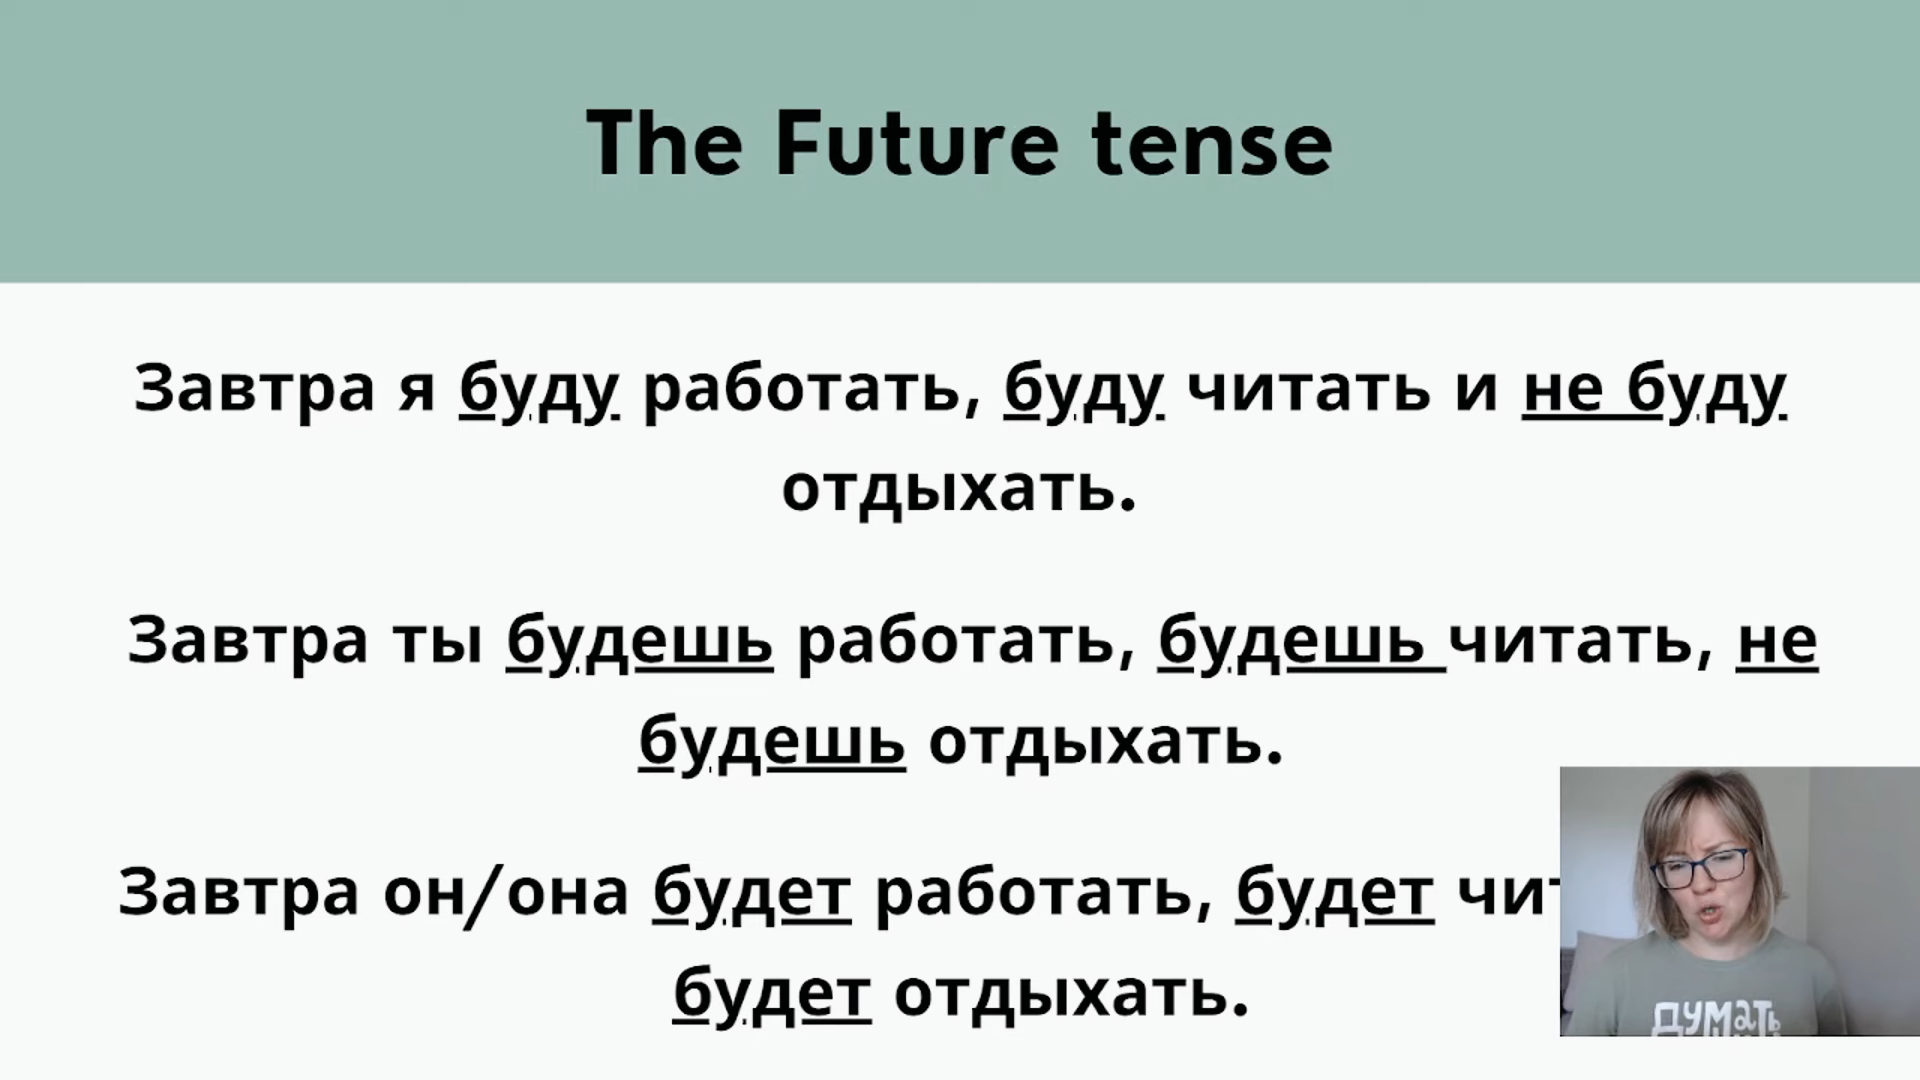 The Future tense
Завтра я буду работать, буду читать и не буду
отдыхать.
Завтра ты будешь работать, будешь читать, не
будешь отдыхать.
Завтра он/она будет работать, будет
будет отдыхать.
думать